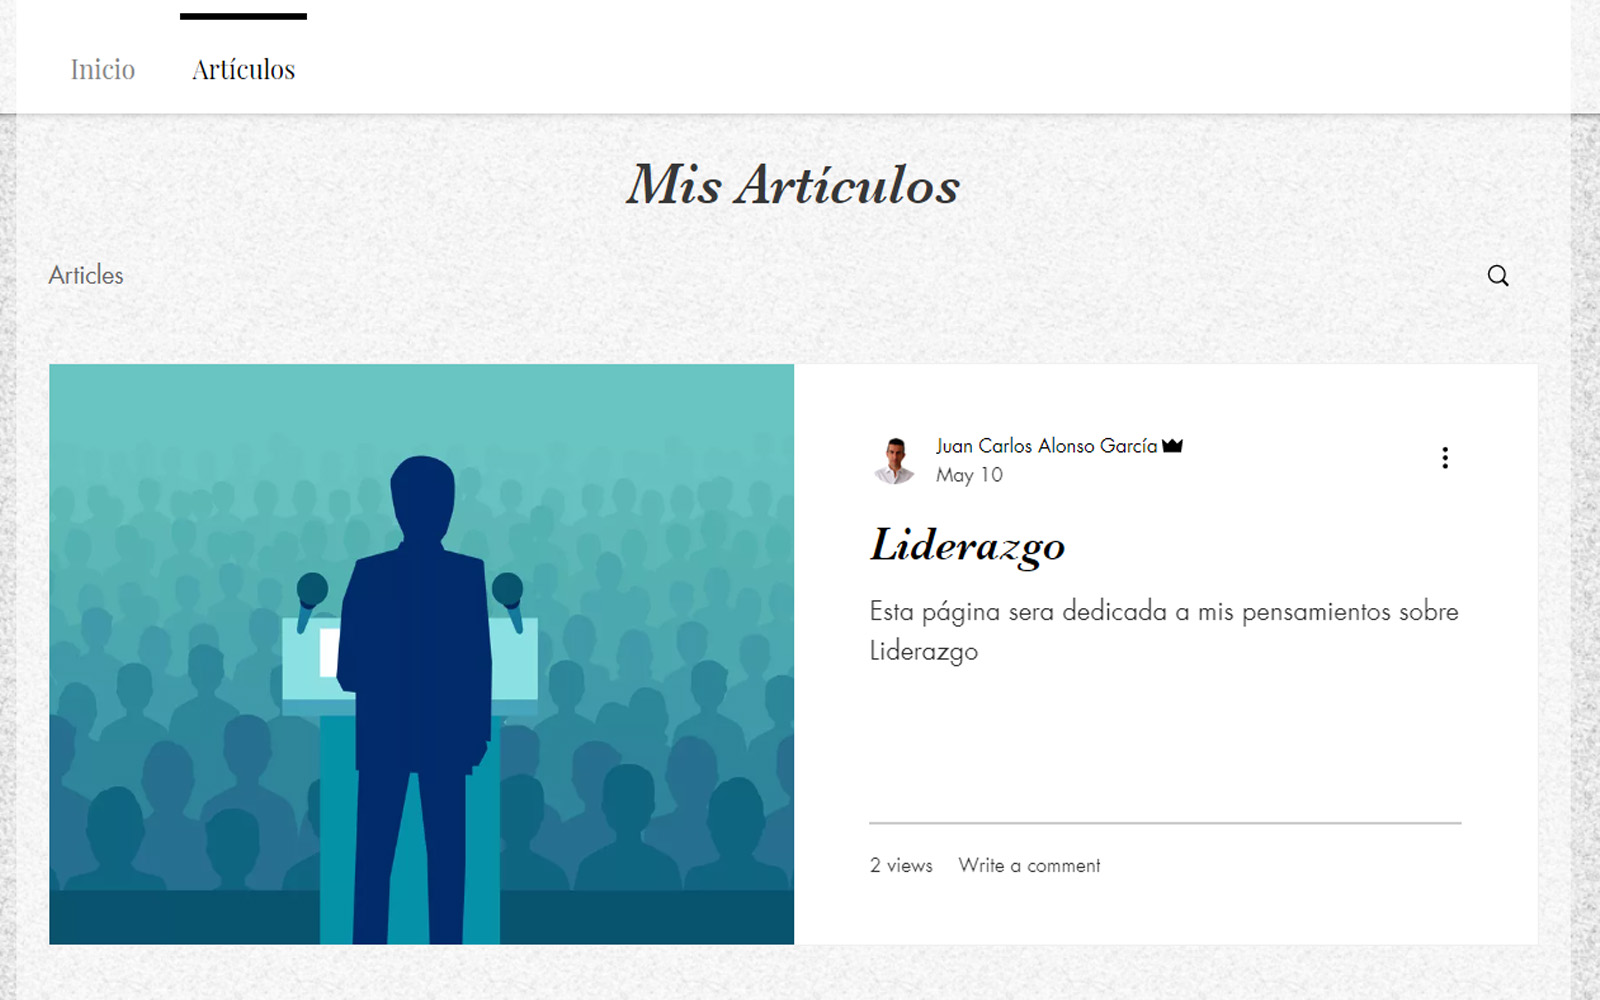 Inicio Artículos
Mis Artículos
Articles
Juan Carlos Alonso García
May 10
Liderazgo
Esta página sera dedicada a mis pensamientos sobre
Liderazgo
2 views Write a comment